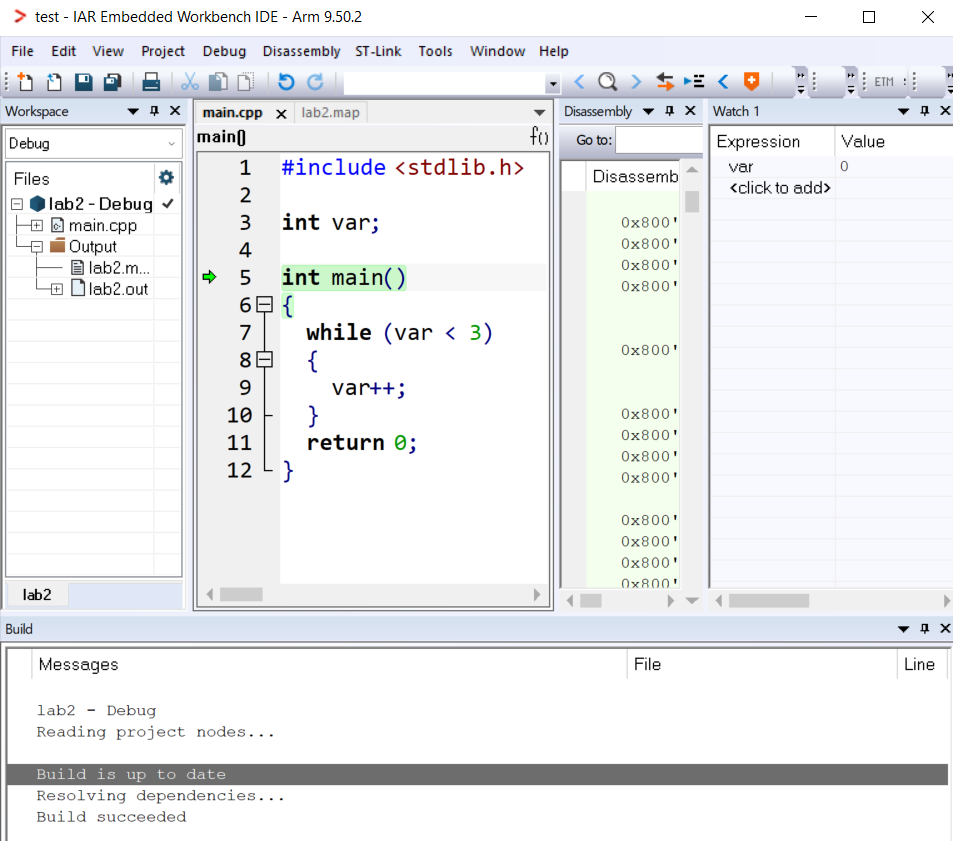 test - IAR Embedded Workbench IDE - Arm 9.50.2
File Edit View Project Debug Disassembly ST-Link Tools Window Help
ETM
Workspace
Debug
Files
lab2 - Debug
main.cpp
Output
lab2.m...
lab2.out
lab2
main.cpp lab2.map
main() f()
1 #include <stdlib.h>
2
3 int var;
4
5 int main()
6 {
7 while (var < 3)
8 {
9 var++;
10 }
11 return 0;
12 }
Disassembly
Go to:
Disassemb
0x800'
0x800'
0x800'
0x800'
0x800'
0x800'
0x800'
0x800'
0x800'
0x800'
0x800'
0x800'
0x800'
Watch 1
Expression Value
var 0
<click to add>
Build
Messages File Line
lab2 - Debug
Reading project nodes...
Build is up to date
Resolving dependencies...
Build succeeded